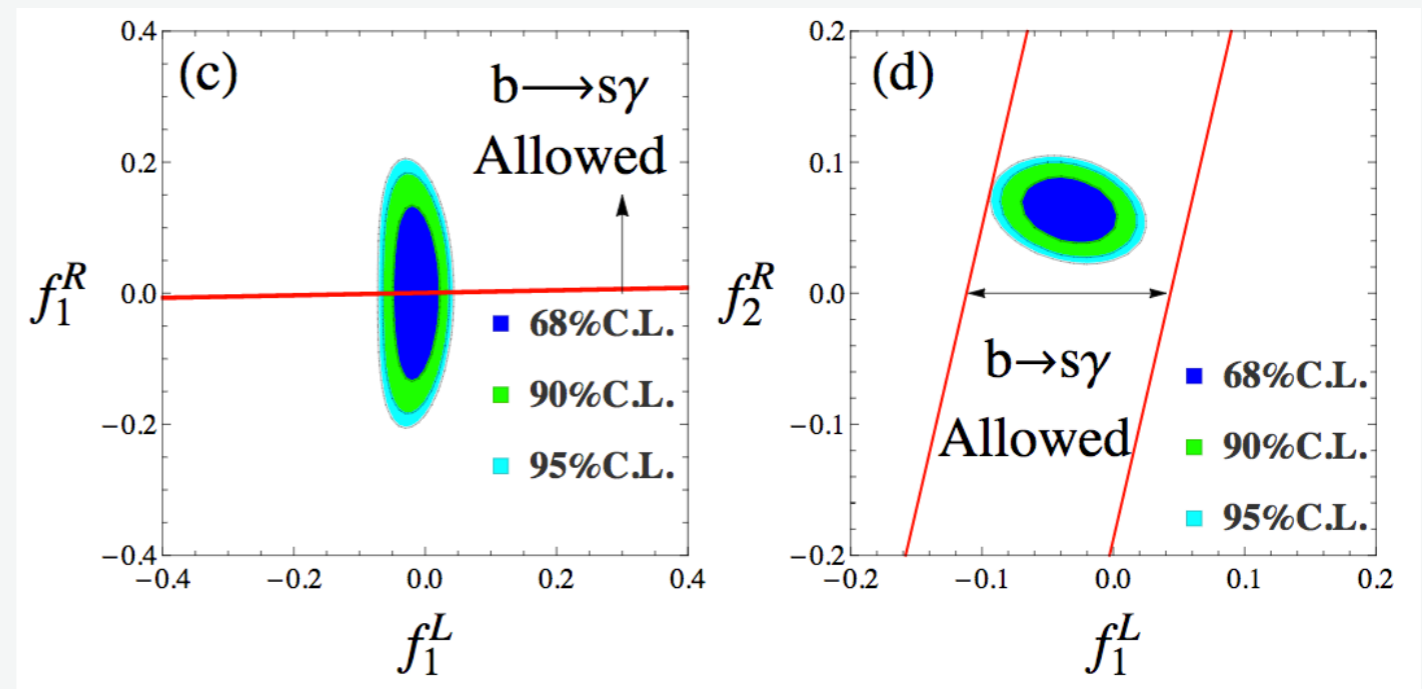 (c)
b⟶sγ
Allowed
0.4
0.2
0.0
−0.2
−0.4
f₁ᴿ
68%C.L.
90%C.L.
95%C.L.
−0.4 −0.2 0.0 0.2 0.4
f₁ᴸ
(d)
0.2
0.1
0.0
−0.1
−0.2
f₂ᴿ
b→sγ
Allowed
68%C.L.
90%C.L.
95%C.L.
−0.2 −0.1 0.0 0.1 0.2
f₁ᴸ